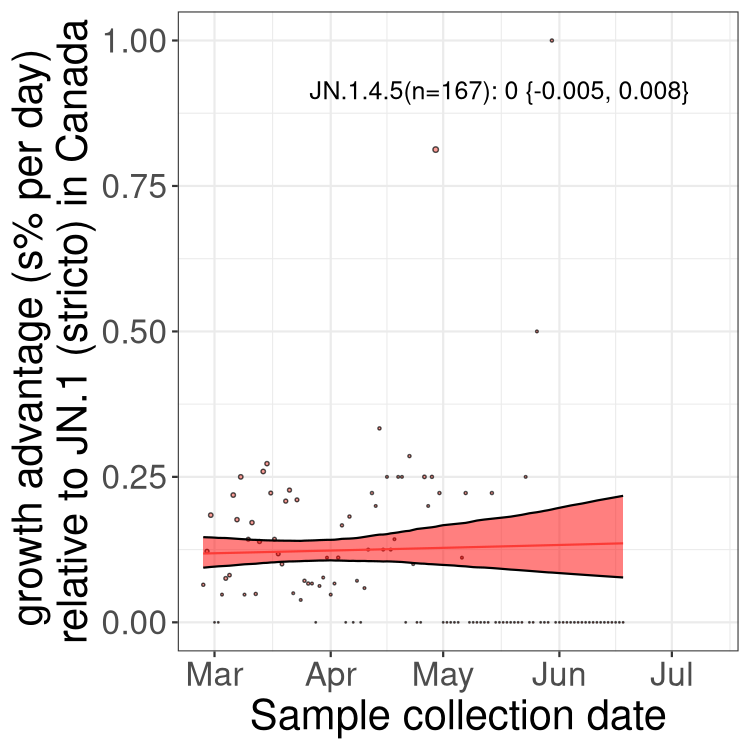 growth advantage (s% per day)
relative to JN.1 (stricto) in Canada
1.00
0.75
0.50
0.25
0.00
JN.1.4.5(n=167): 0 {-0.005, 0.008}
Mar Apr May Jun Jul
Sample collection date